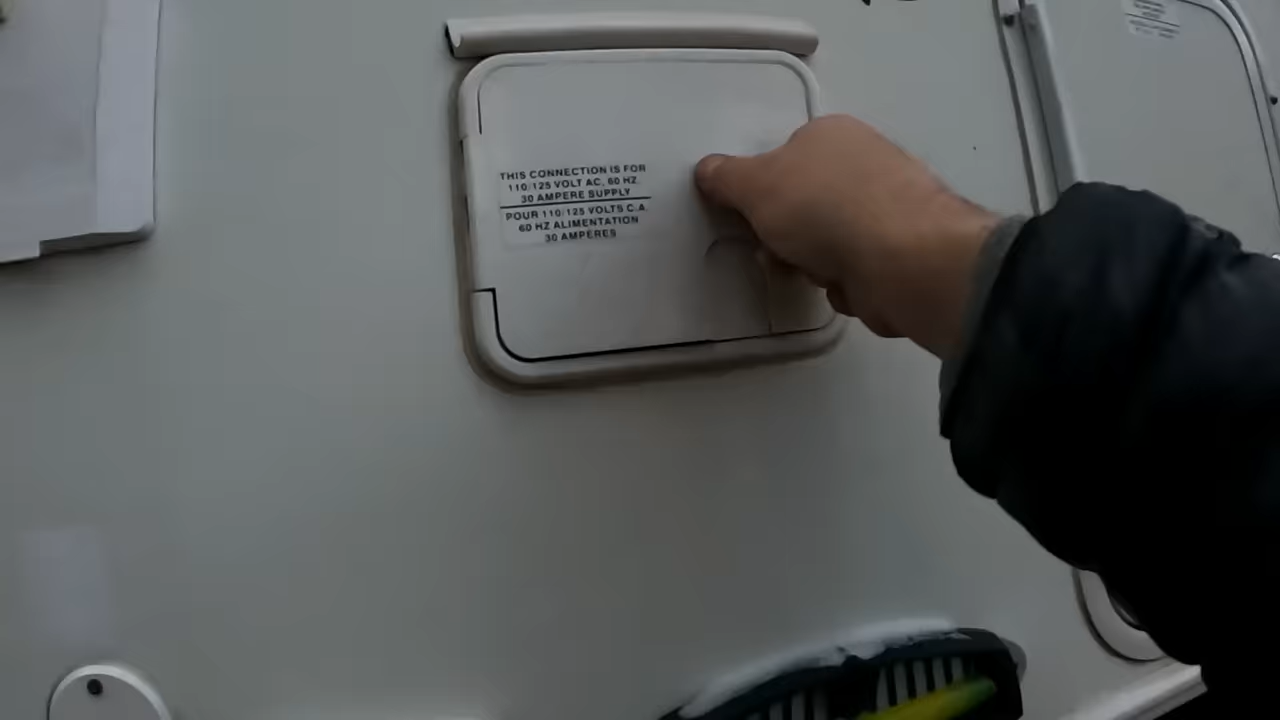 THIS CONNECTION IS FOR
110/125 VOLT AC, 60 HZ.
30 AMPERE SUPPLY
POUR 110/125 VOLTS C.A.
60 HZ ALIMENTATION
30 AMPERES